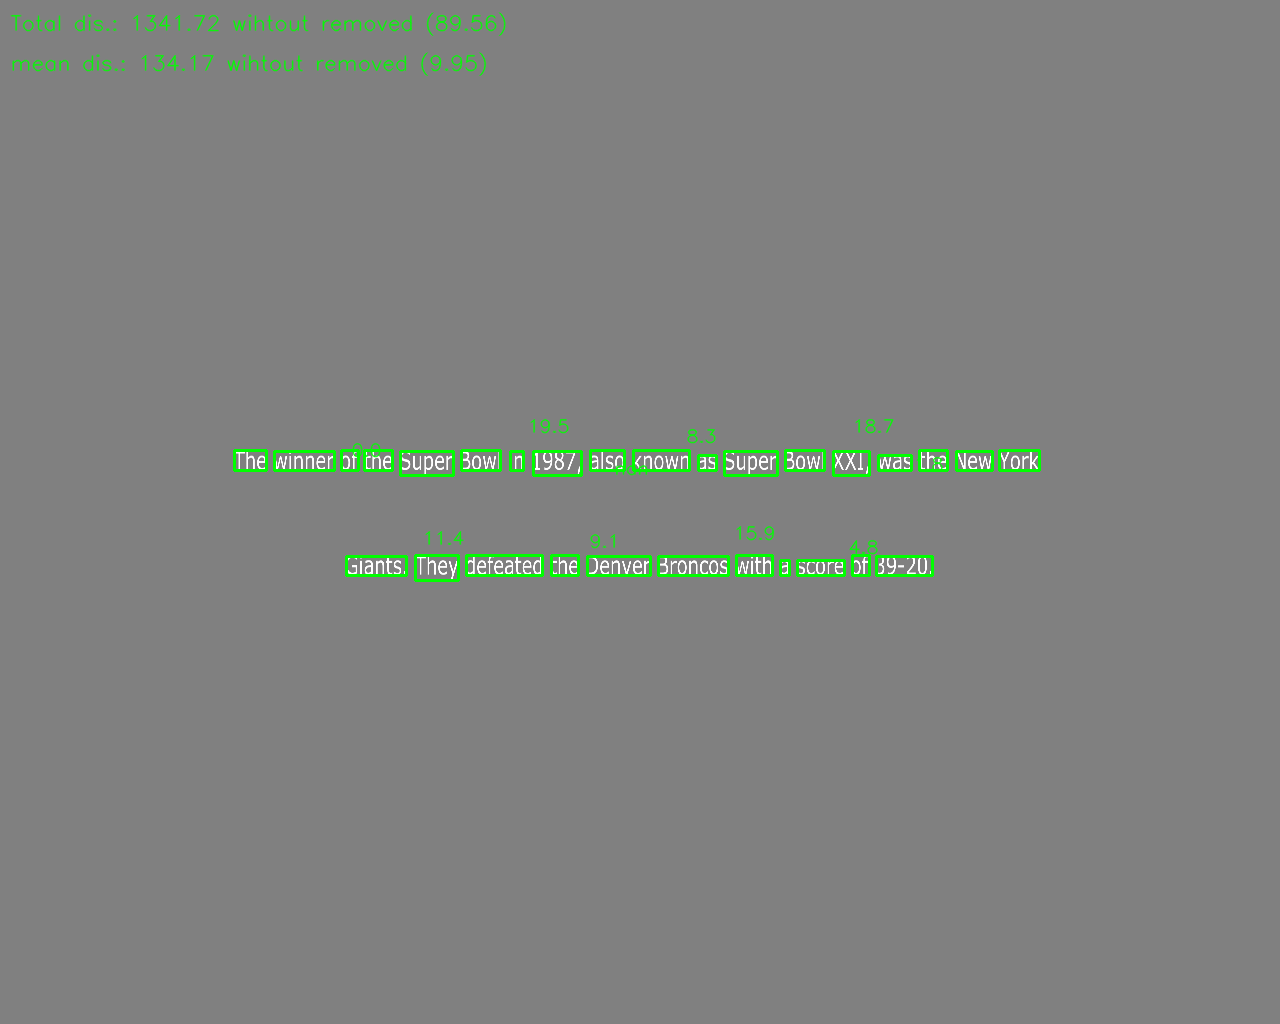 Total dis.: 1341.72 wihtout removed (89.56)
mean dis.: 134.17 wihtout removed (9.95)
19.5 8.3 18.7
The winner of the Super Bowl in 1987, also known as Super Bowl XXI, was the New York
11.4 9.1 15.9 4.8
Giants. They defeated the Denver Broncos with a score of 39-20.